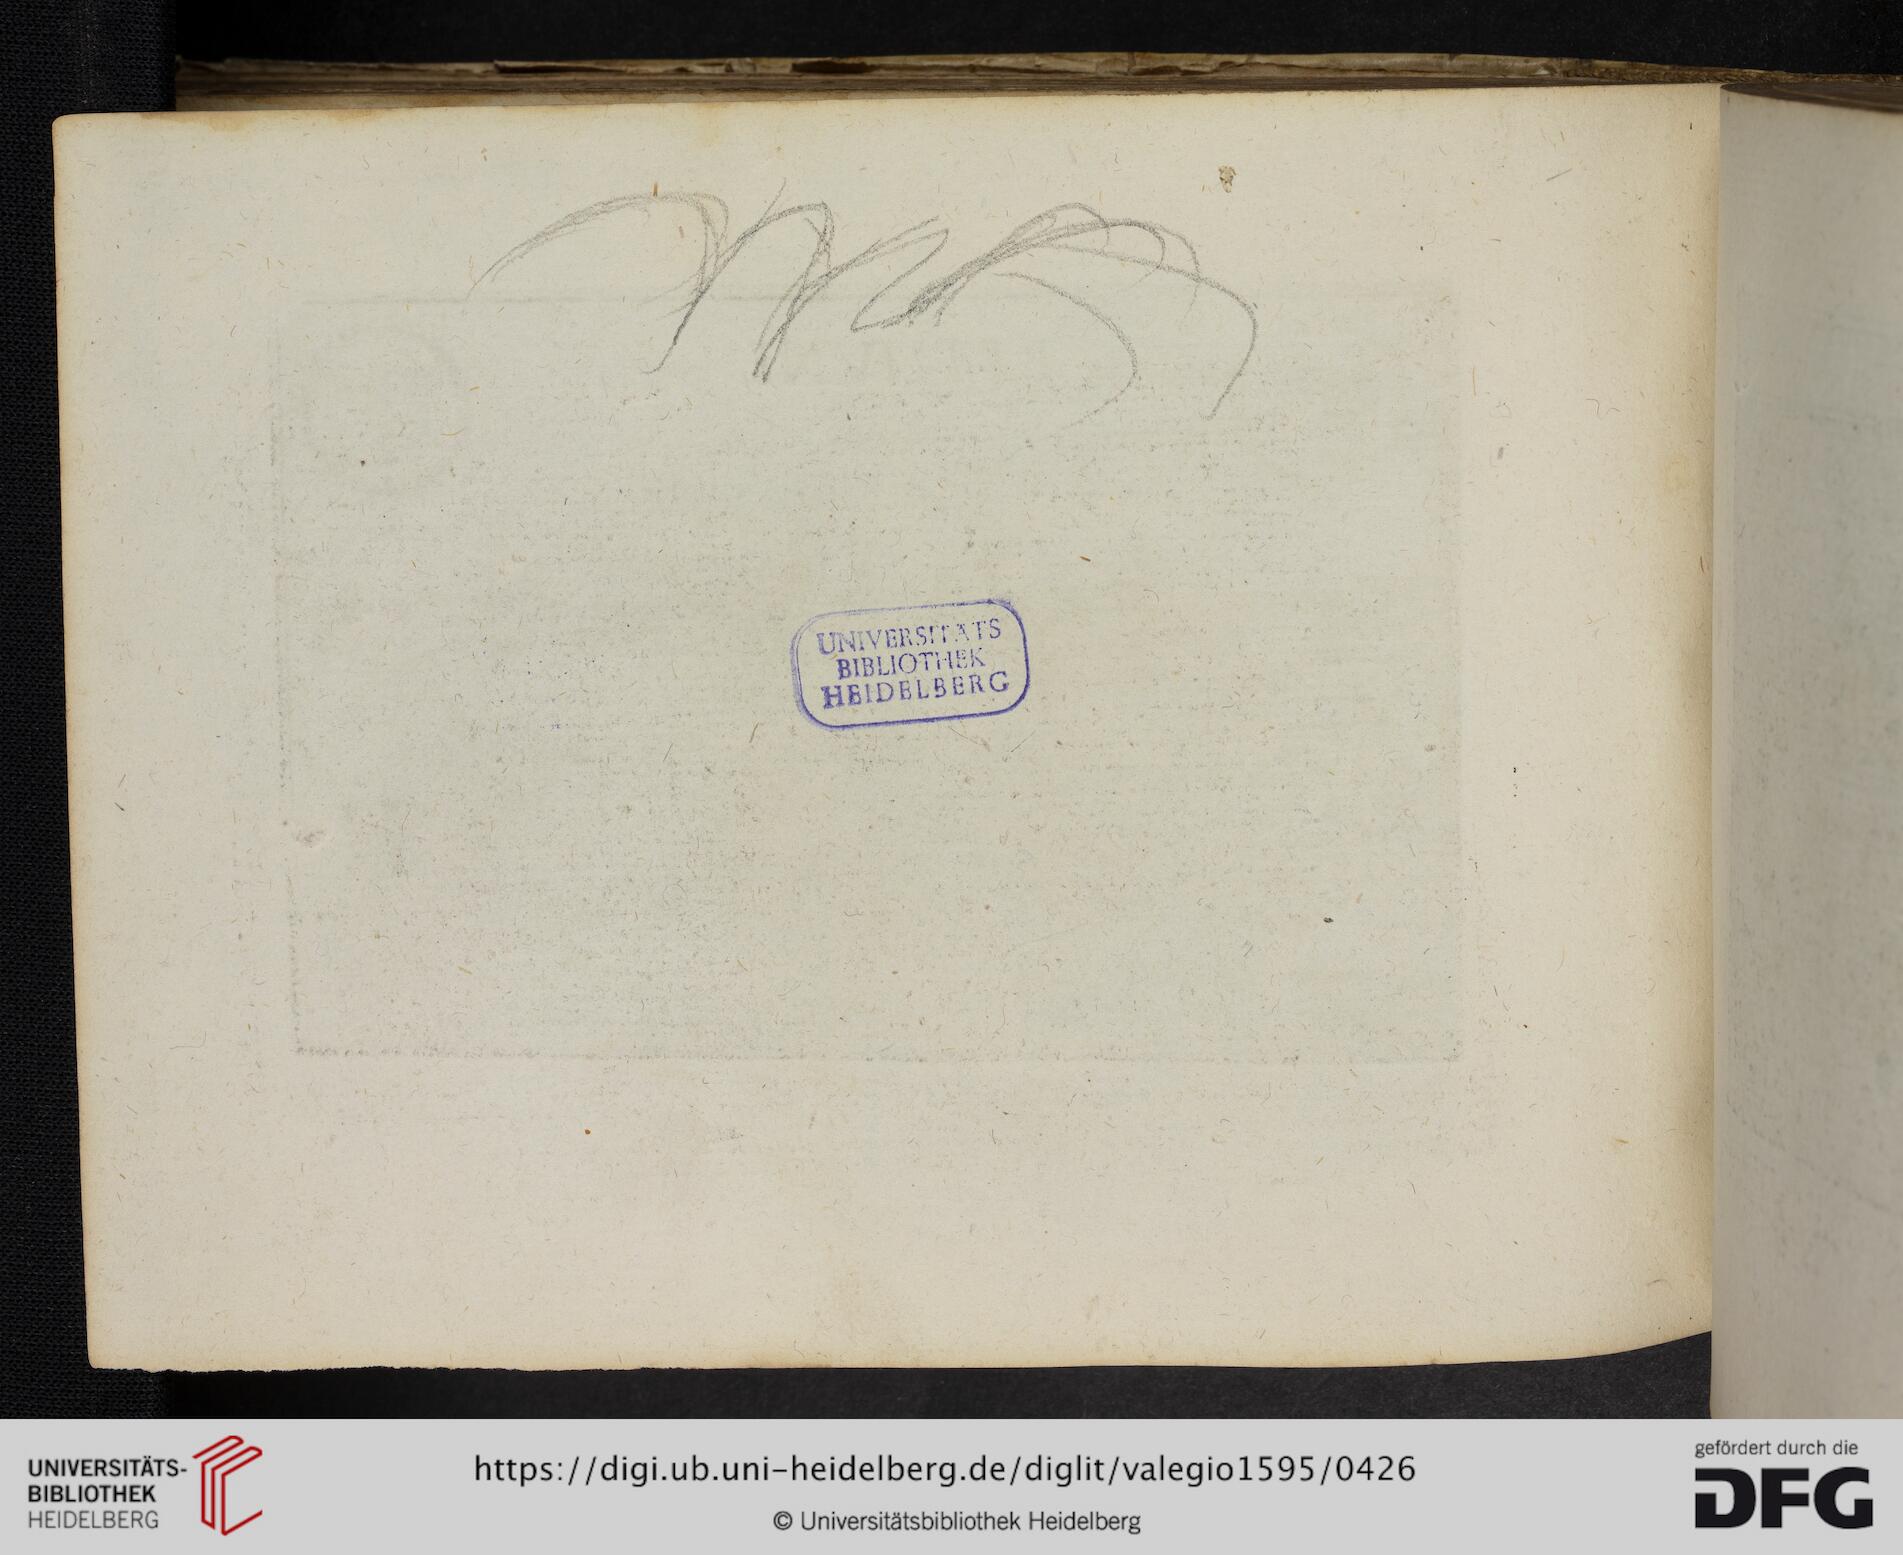 UNIVERSITÄTS
BIBLIOTHEK
HEIDELBERG
UNIVERSITÄTS-
BIBLIOTHEK
HEIDELBERG
https://digi.ub.uni-heidelberg.de/diglit/valegio1595/0426
© Universitätsbibliothek Heidelberg
gefördert durch die
DFG